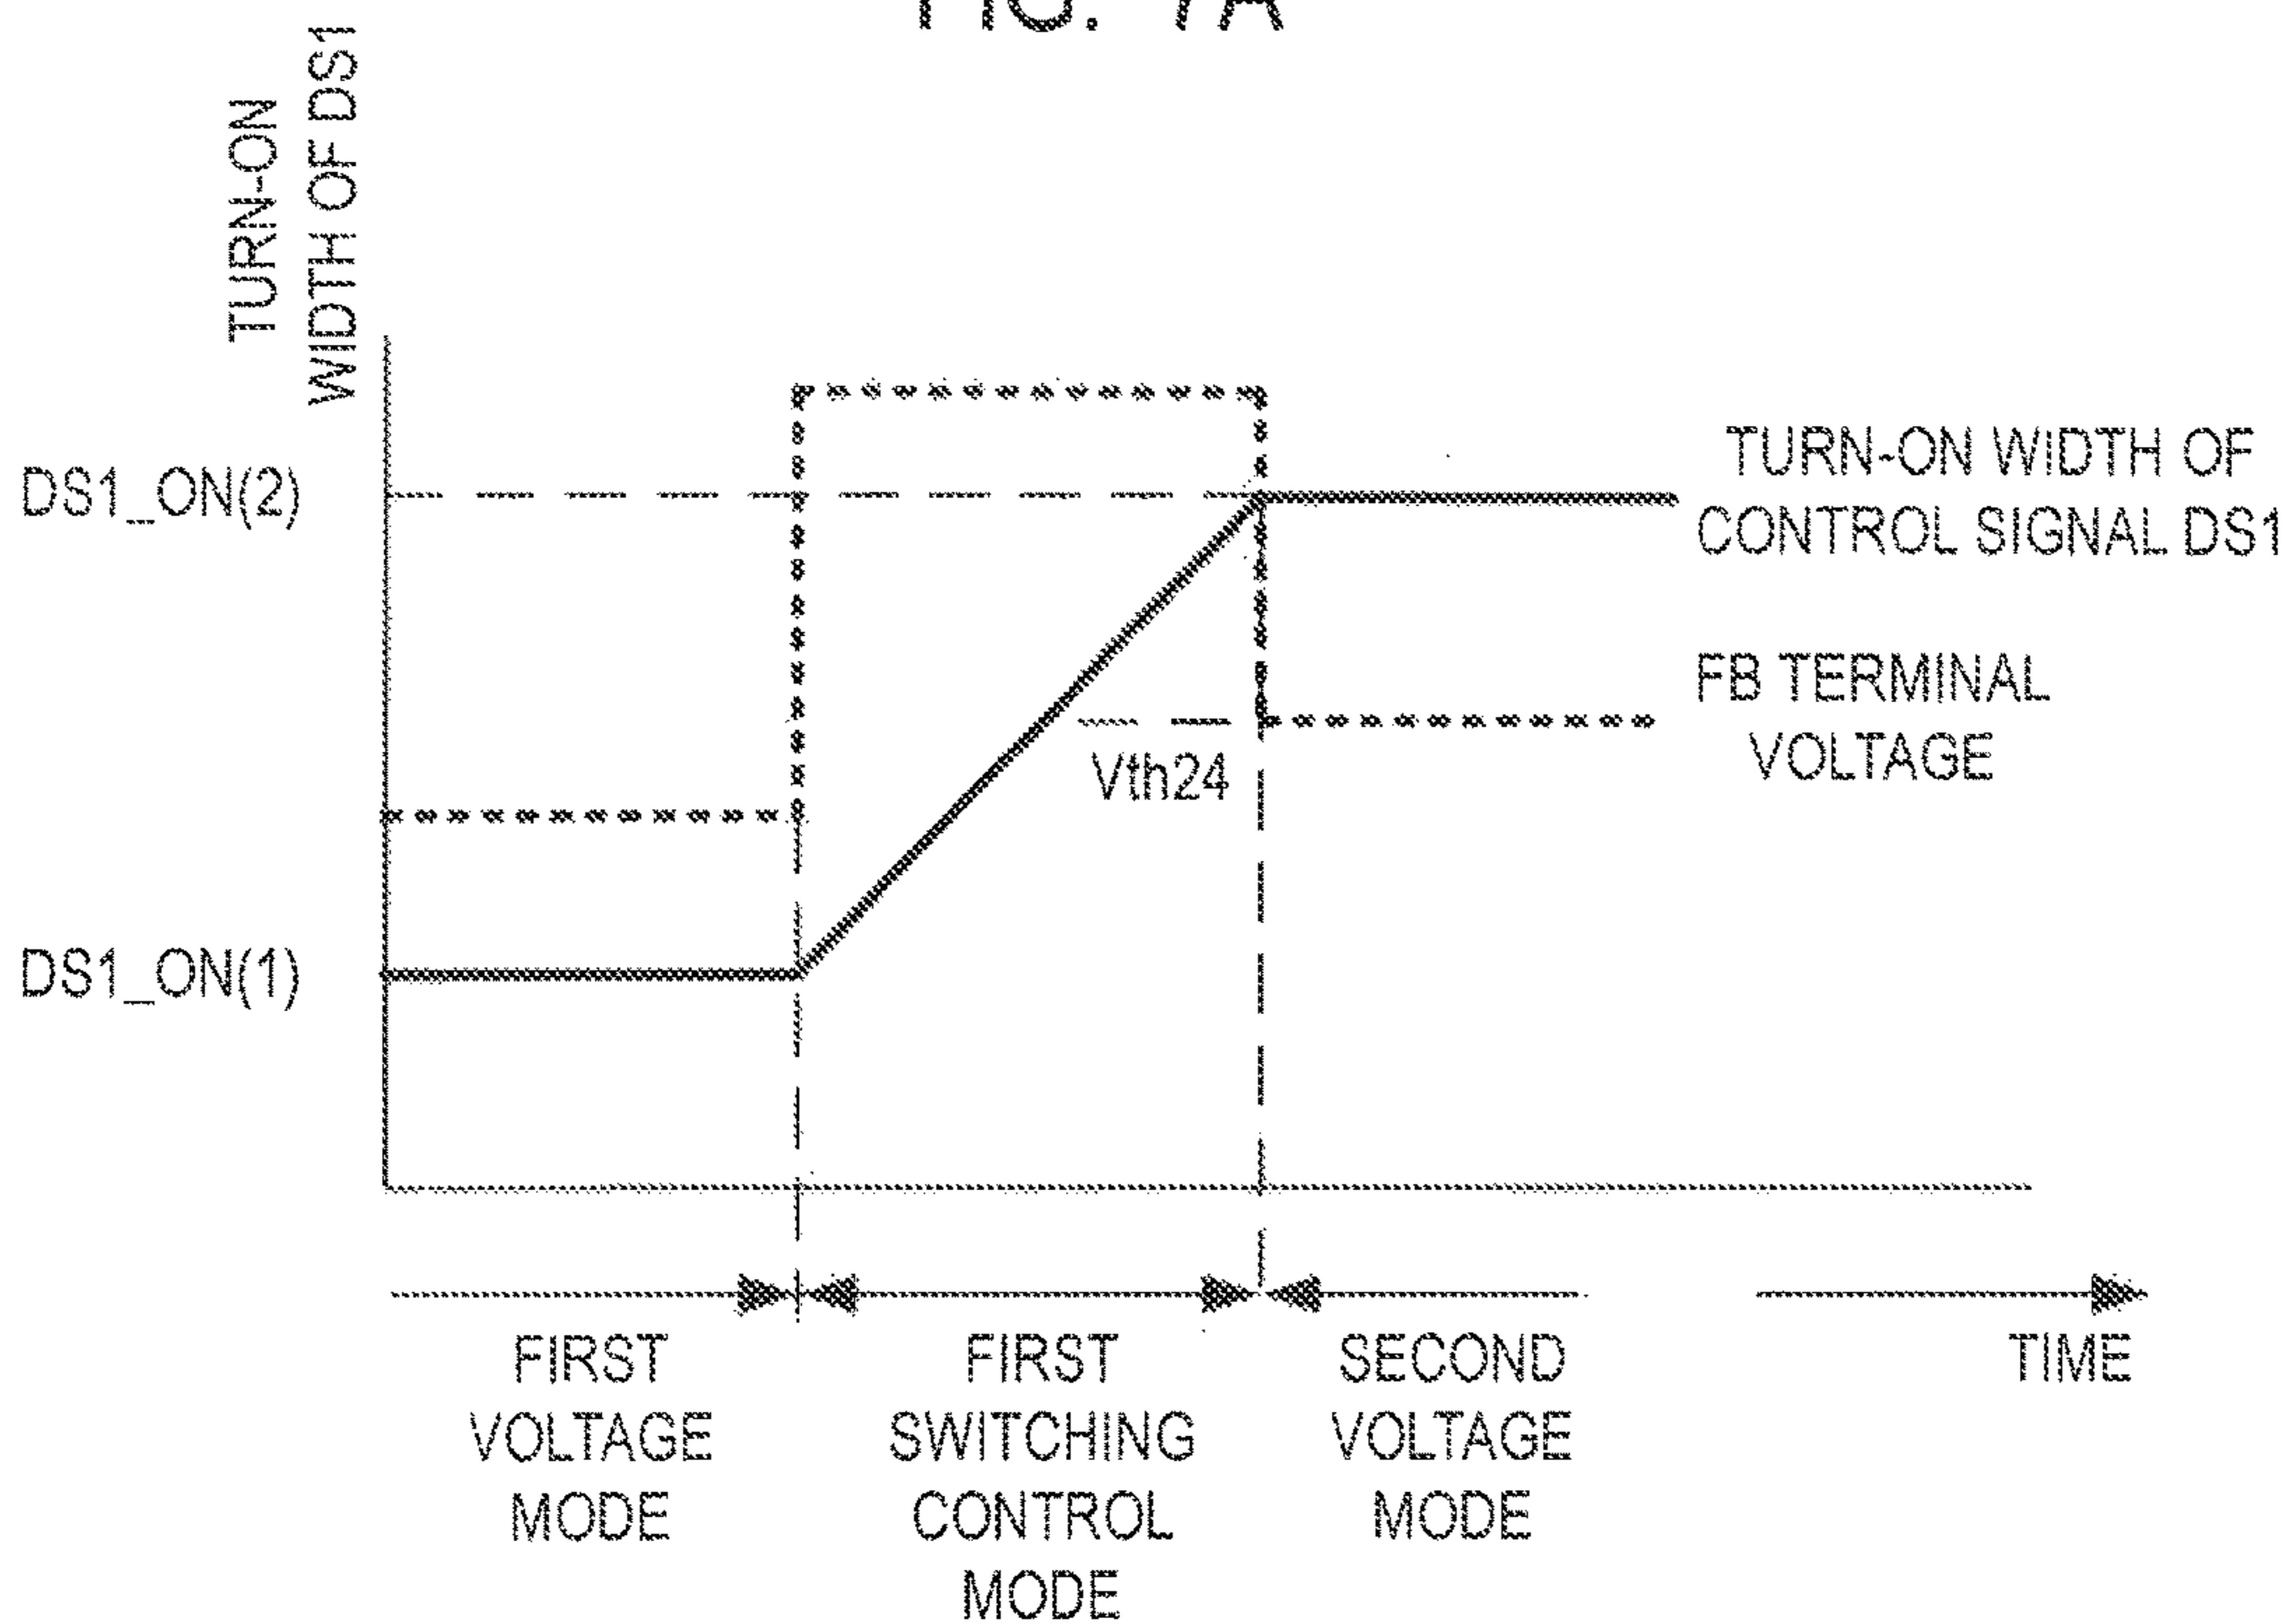 TURN-ON
WIDTH OF DS1
DS1_ON(2)
TURN-ON WIDTH OF
CONTROL SIGNAL DS1
FB TERMINAL
VOLTAGE
Vth24
DS1_ON(1)
FIRST
VOLTAGE
MODE
FIRST
SWITCHING
CONTROL
MODE
SECOND
VOLTAGE
MODE
TIME